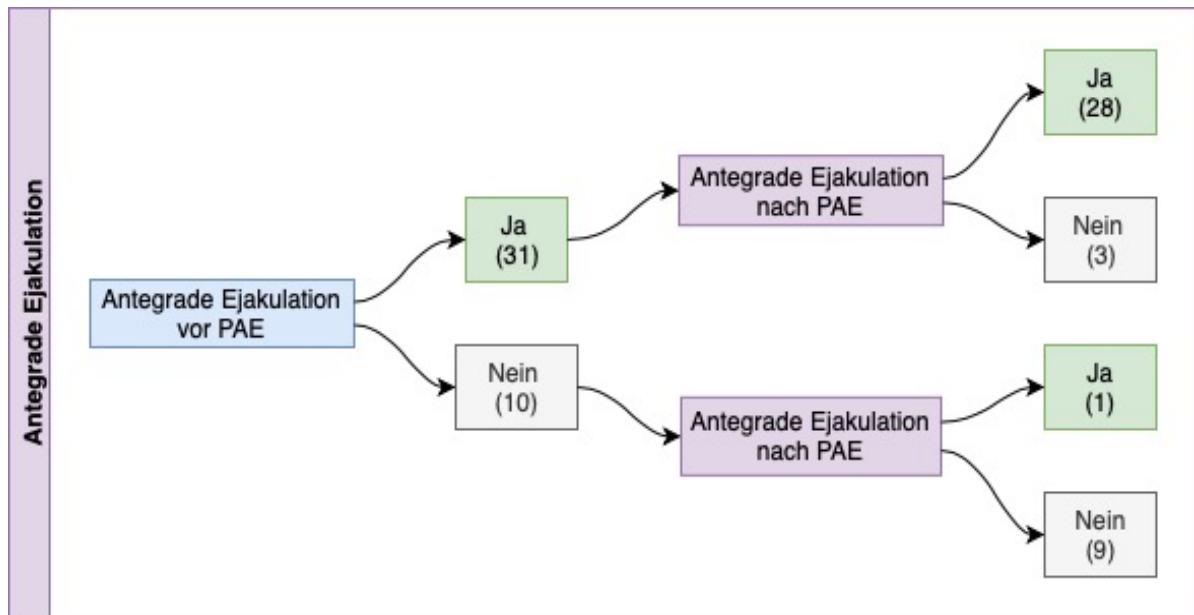 Antegrade Ejakulation
Antegrade Ejakulation
vor PAE
Ja
(31)
Nein
(10)
Antegrade Ejakulation
nach PAE
Ja
(28)
Nein
(3)
Antegrade Ejakulation
nach PAE
Ja
(1)
Nein
(9)